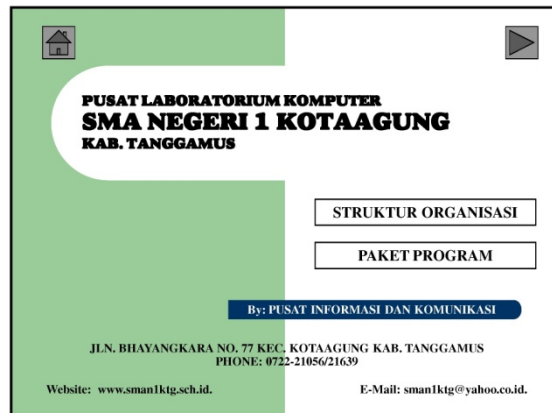 PUSAT LABORATORIUM KOMPUTER
SMA NEGERI 1 KOTAAGUNG
KAB. TANGGAMUS
STRUKTUR ORGANISASI
PAKET PROGRAM
By: PUSAT INFORMASI DAN KOMUNIKASI
JLN. BHAYANGKARA NO. 77 KEC. KOTAAGUNG KAB. TANGGAMUS
PHONE: 0722-21056/21639
Website: www.sman1ktg.sch.id. E-Mail: sman1ktg@yahoo.co.id.